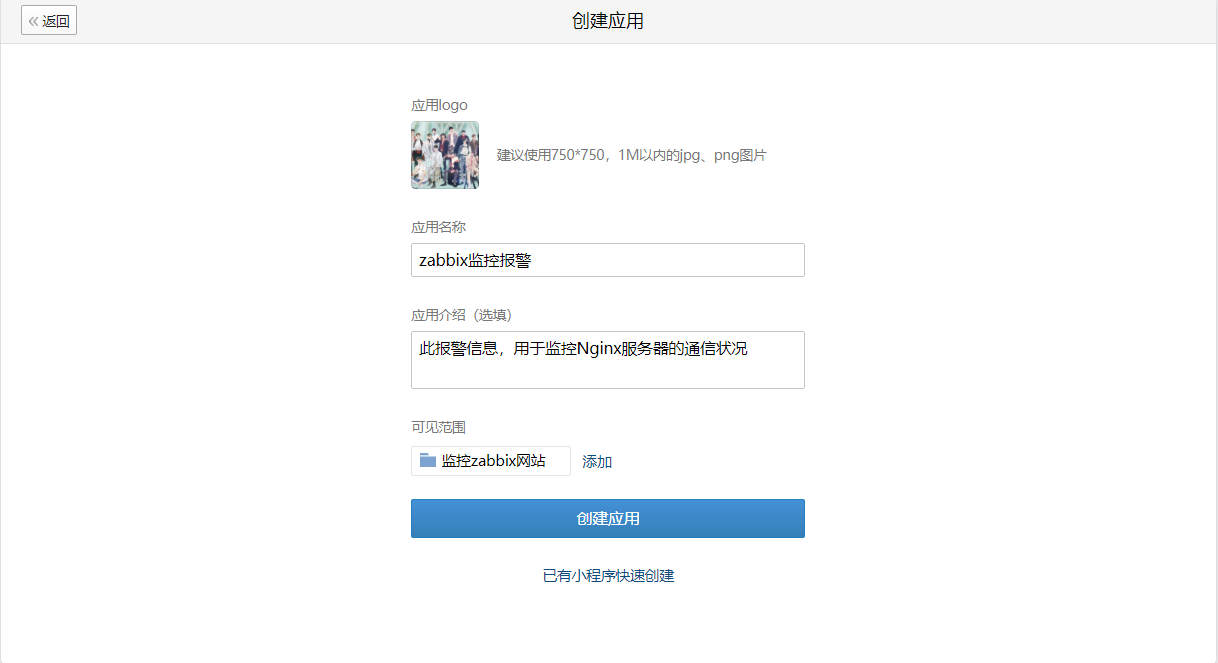 « 返回
创建应用
应用logo
建议使用750*750，1M以内的jpg、png图片
应用名称
zabbix监控报警
应用介绍（选填）
此报警信息，用于监控Nginx服务器的通信状况
可见范围
监控zabbix网站 添加
创建应用
已有小程序快速创建